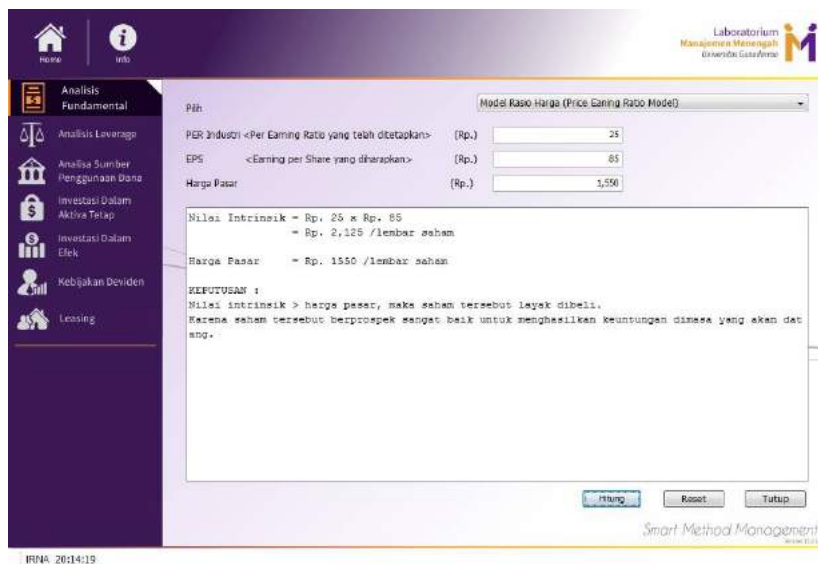 Home
Info
Laboratorium
Manajemen Menengah
Universitas Gunadarma
Analisis
Fundamental
Analisis Leverage
Analisa Sumber
Penggunaan Dana
Investasi Dalam
Aktiva Tetap
Investasi Dalam
Efek
Kebijakan Deviden
Leasing
Pilih
Model Rasio Harga (Price Eaning Ratio Model)
PER Industri <Per Earning Ratio yang telah ditetapkan> (Rp.) 25
EPS <Earning per Share yang diharapkan> (Rp.) 85
Harga Pasar (Rp.) 1,550
Nilai Intrinsik = Rp. 25 x Rp. 85
= Rp. 2,125 /lembar saham
Harga Pasar = Rp. 1550 /lembar saham
KEPUTUSAN :
Nilai intrinsik > harga pasar, maka saham tersebut layak dibeli.
Karena saham tersebut berprospek sangat baik untuk menghasilkan keuntungan dimasa yang akan dat
ang.
Hitung Reset Tutup
Smart Method Management
IRNA 20:14:19